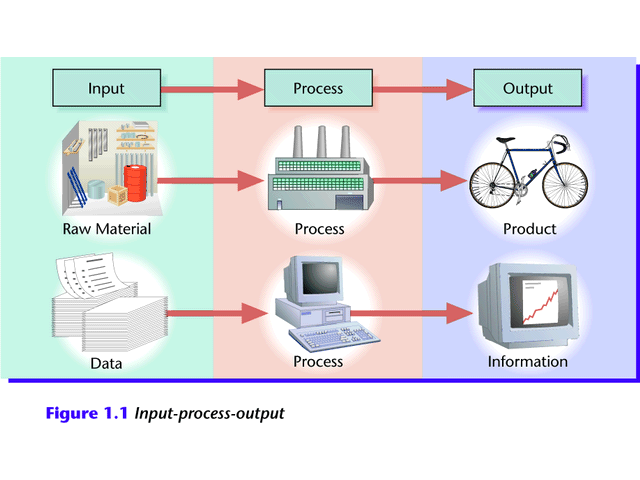 Input
Process
Output
Raw Material
Process
Product
Data
Process
Information
Figure 1.1 Input-process-output